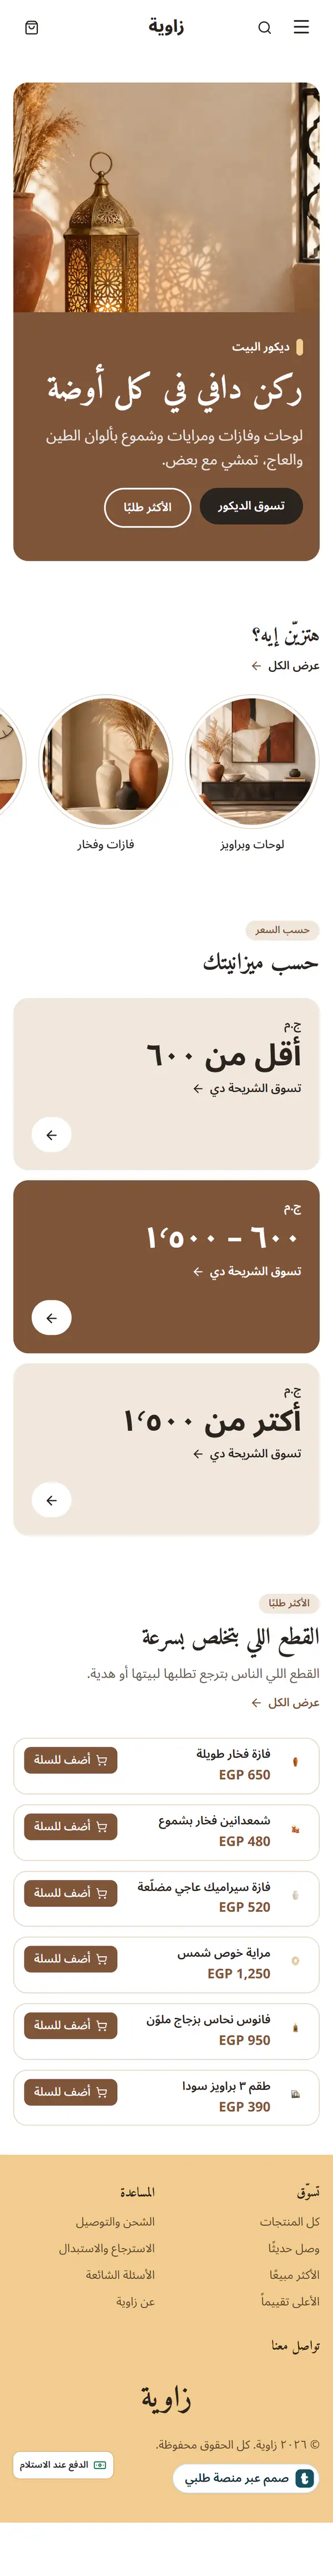 زاوية
ديكور البيت
ركن دافي في كل أوضة
لوحات وفازات ومرايات وشموع بألوان الطين
والعاج، تمشي مع بعض.
تسوق الديكور
الأكثر طلبًا
هتزيّن إيه؟
عرض الكل
لوحات وبراويز
فازات وفخار
حسب السعر
حسب ميزانيتك
ج.م
أقل من ٦٠٠
تسوق الشريحة دي
ج.م
٦٠٠ – ١٬٥٠٠
تسوق الشريحة دي
ج.م
أكتر من ١٬٥٠٠
تسوق الشريحة دي
الأكثر طلبًا
القطع اللي بتخلص بسرعة
القطع اللي الناس بترجع تطلبها لبيتها أو هدية.
عرض الكل
فازة فخار طويلة
EGP 650
أضف للسلة
شمعدانين فخار بشموع
EGP 480
أضف للسلة
فازة سيراميك عاجي مضلّعة
EGP 520
أضف للسلة
مراية خوص شمس
EGP 1,250
أضف للسلة
فانوس نحاس بزجاج ملوّن
EGP 950
أضف للسلة
طقم ٣ براويز سودا
EGP 390
أضف للسلة
تسوّق
كل المنتجات
وصل حديثًا
الأكثر مبيعًا
الأعلى تقييماً
المساعدة
الشحن والتوصيل
الاسترجاع والاستبدال
الأسئلة الشائعة
عن زاوية
تواصل معنا
زاوية
© ٢٠٢٦ زاوية. كل الحقوق محفوظة.
الدفع عند الاستلام
صمم عبر منصة طلبي